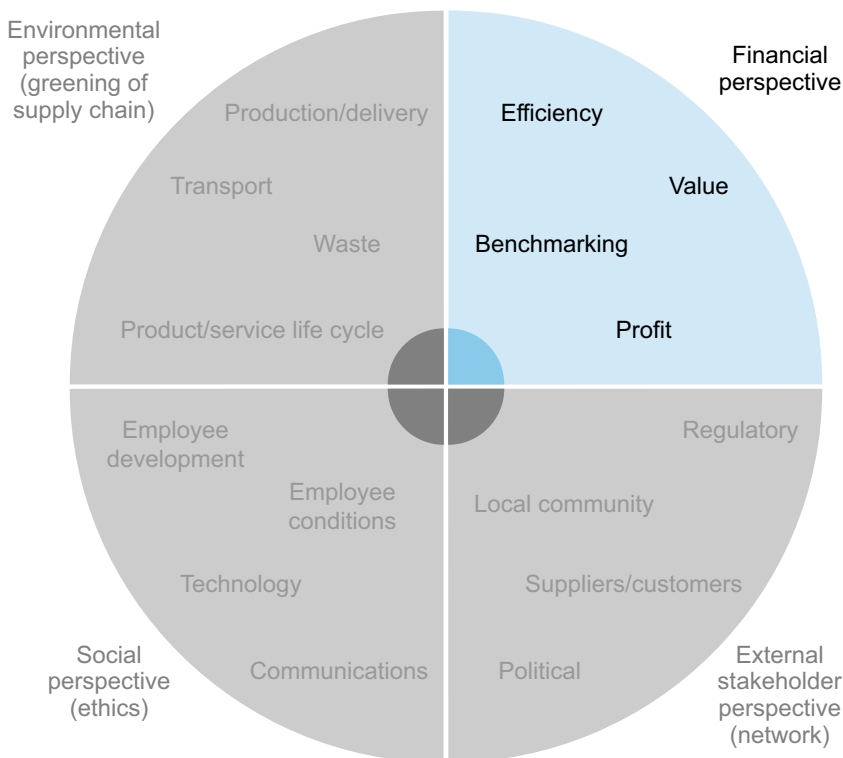 Environmental
perspective
(greening of
supply chain)
Production/delivery
Transport
Waste
Product/service life cycle
Financial
perspective
Efficiency
Value
Benchmarking
Profit
Employee
development
Employee
conditions
Technology
Communications
Social
perspective
(ethics)
Regulatory
Local community
Suppliers/customers
Political
External
stakeholder
perspective
(network)